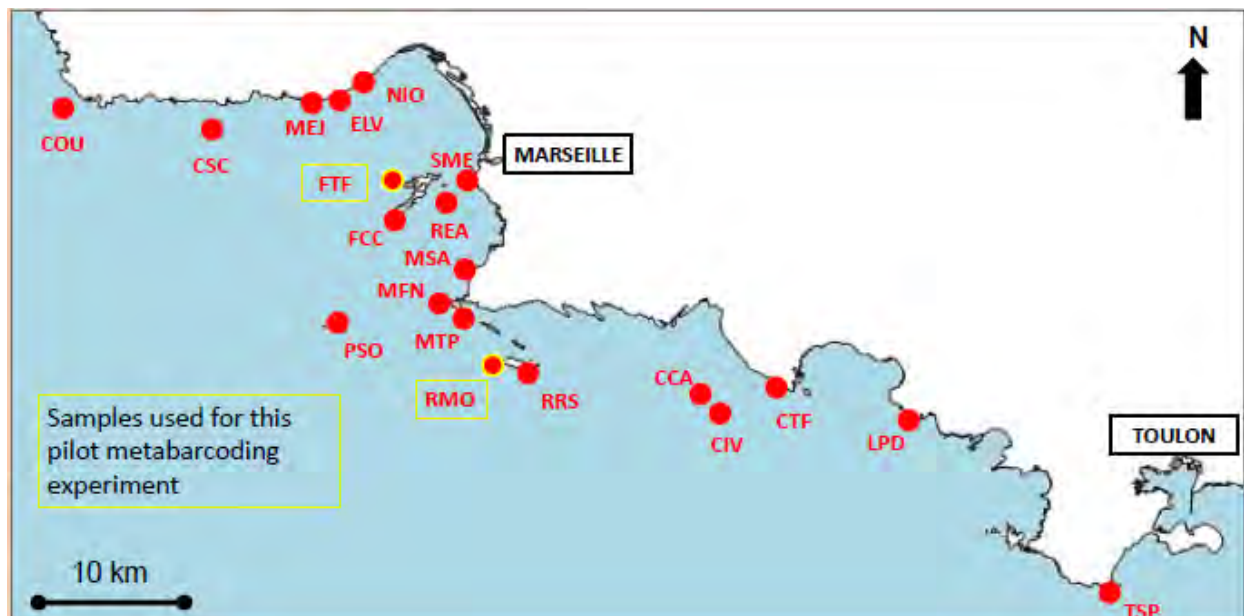 N
NIO
MEJ
ELV
COU
CSC
SME
MARSEILLE
FTF
FCC
REA
MSA
MFN
MTP
PSO
RMO
RRS
CCA
CIV
CTF
LPD
TOULON
Samples used for this
pilot metabarcoding
experiment
10 km
TSP